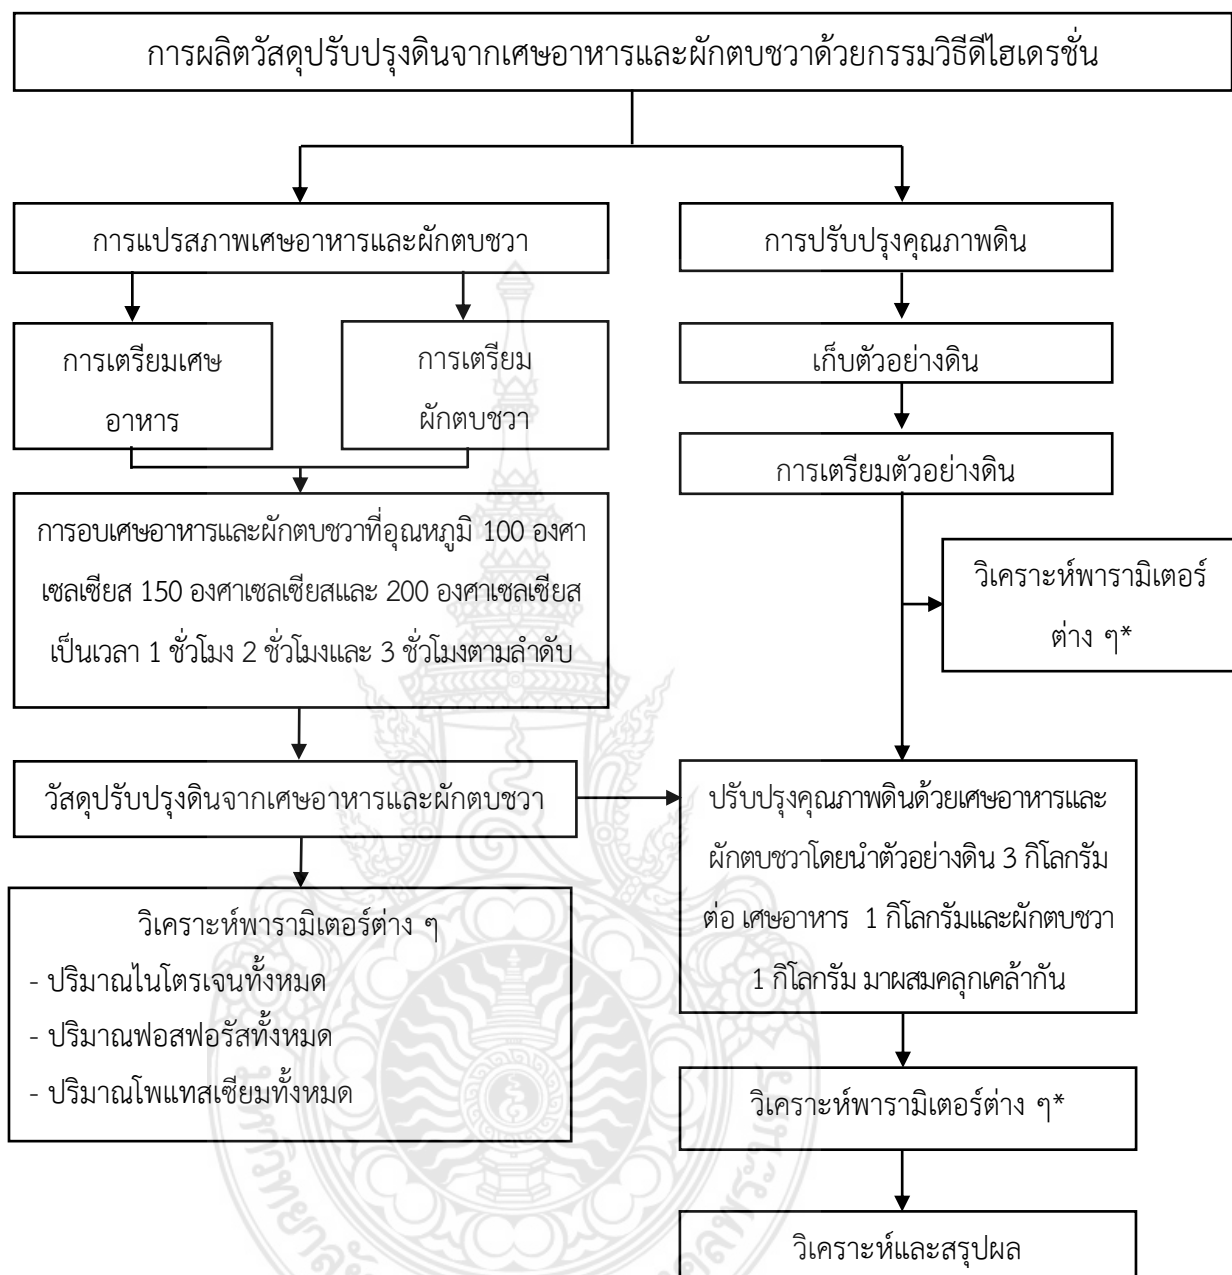 การผลิตวัสดุปรับปรุงดินจากเศษอาหารและผักตบชวาด้วยกรรมวิธีดีไฮเดรชั่น
การแปรสภาพเศษอาหารและผักตบชวา
การเตรียมเศษ
อาหาร
การเตรียม
ผักตบชวา
การอบเศษอาหารและผักตบชวาที่อุณหภูมิ 100 องศา
เซลเซียส 150 องศาเซลเซียสและ 200 องศาเซลเซียส
เป็นเวลา 1 ชั่วโมง 2 ชั่วโมงและ 3 ชั่วโมงตามลำดับ
วัสดุปรับปรุงดินจากเศษอาหารและผักตบชวา
วิเคราะห์พารามิเตอร์ต่าง ๆ
- ปริมาณไนโตรเจนทั้งหมด
- ปริมาณฟอสฟอรัสทั้งหมด
- ปริมาณโพแทสเซียมทั้งหมด
การปรับปรุงคุณภาพดิน
เก็บตัวอย่างดิน
การเตรียมตัวอย่างดิน
วิเคราะห์พารามิเตอร์
ต่าง ๆ*
ปรับปรุงคุณภาพดินด้วยเศษอาหารและ
ผักตบชวาโดยนำตัวอย่างดิน 3 กิโลกรัม
ต่อ เศษอาหาร 1 กิโลกรัมและผักตบชวา
1 กิโลกรัม มาผสมคลุกเคล้ากัน
วิเคราะห์พารามิเตอร์ต่าง ๆ*
วิเคราะห์และสรุปผล